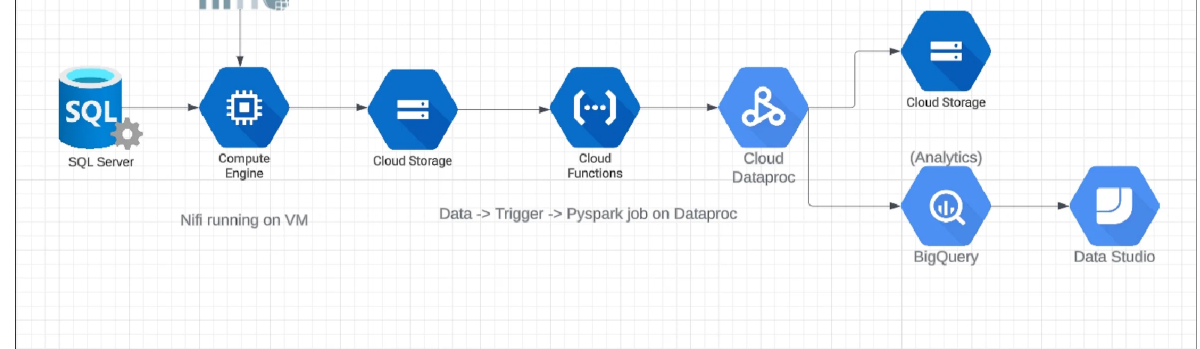 SQL
SQL Server
Compute
Engine
Cloud Storage
Cloud
Functions
Cloud
Dataproc
Cloud Storage
(Analytics)
BigQuery
Data Studio
Nifi running on VM
Data -> Trigger -> Pyspark job on Dataproc